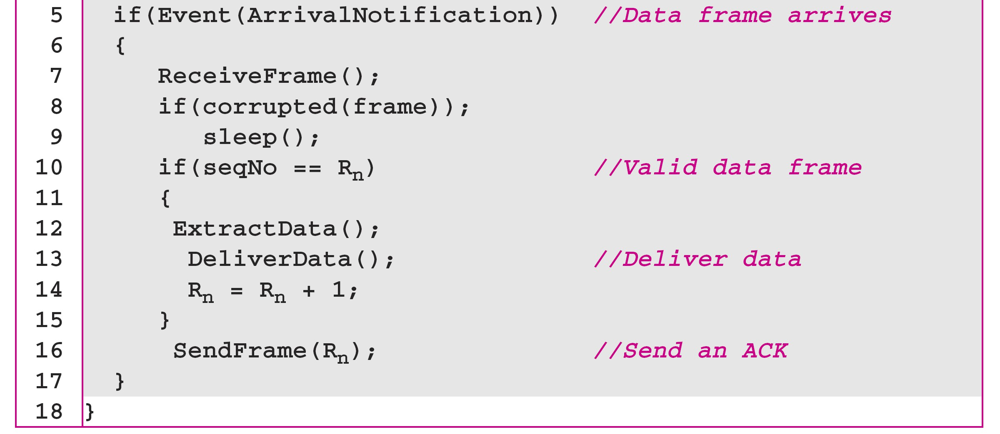 5 if(Event(ArrivalNotification)) //Data frame arrives
6 {
7 ReceiveFrame();
8 if(corrupted(frame));
9 sleep();
10 if(seqNo == Rn) //Valid data frame
11 {
12 ExtractData();
13 DeliverData(); //Deliver data
14 Rn = Rn + 1;
15 }
16 SendFrame(Rn); //Send an ACK
17 }
18 }